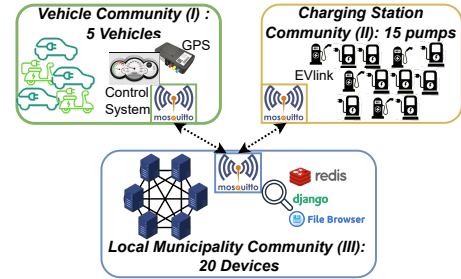 Vehicle Community (I) :
5 Vehicles
GPS
Control
System
mosquitto
Charging Station
Community (II): 15 pumps
EVlink
mosquitto
mosquitto
redis
django
File Browser
Local Municipality Community (III):
20 Devices